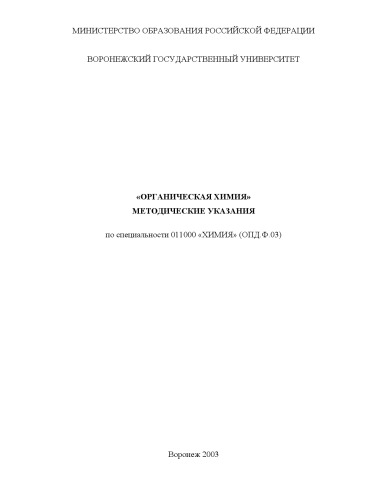 МИНИСТЕРСТВО ОБРАЗОВАНИЯ РОССИЙСКОЙ ФЕДЕРАЦИИ
ВОРОНЕЖСКИЙ ГОСУДАРСТВЕННЫЙ УНИВЕРСИТЕТ
«ОРГАНИЧЕСКАЯ ХИМИЯ»
МЕТОДИЧЕСКИЕ УКАЗАНИЯ
по специальности 011000 «ХИМИЯ» (ОПД.Ф.03)
Воронеж 2003